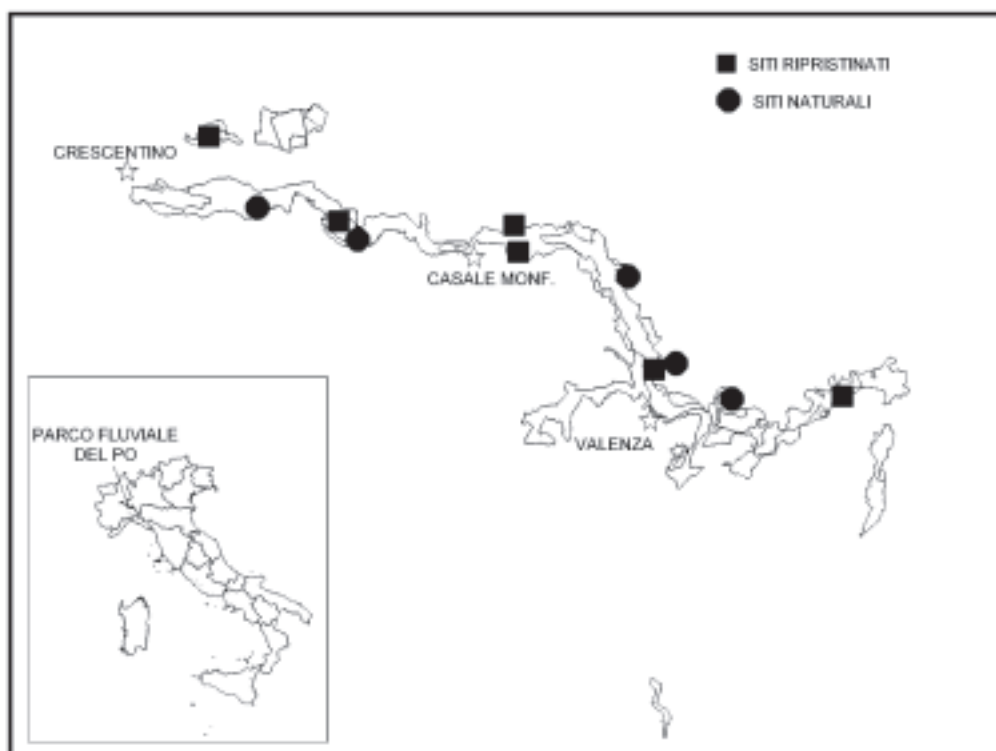 SITI RIPRISTINATI
SITI NATURALI
CRESCENTINO
CASALE MONF.
VALENZA
PARCO FLUVIALE
DEL PO